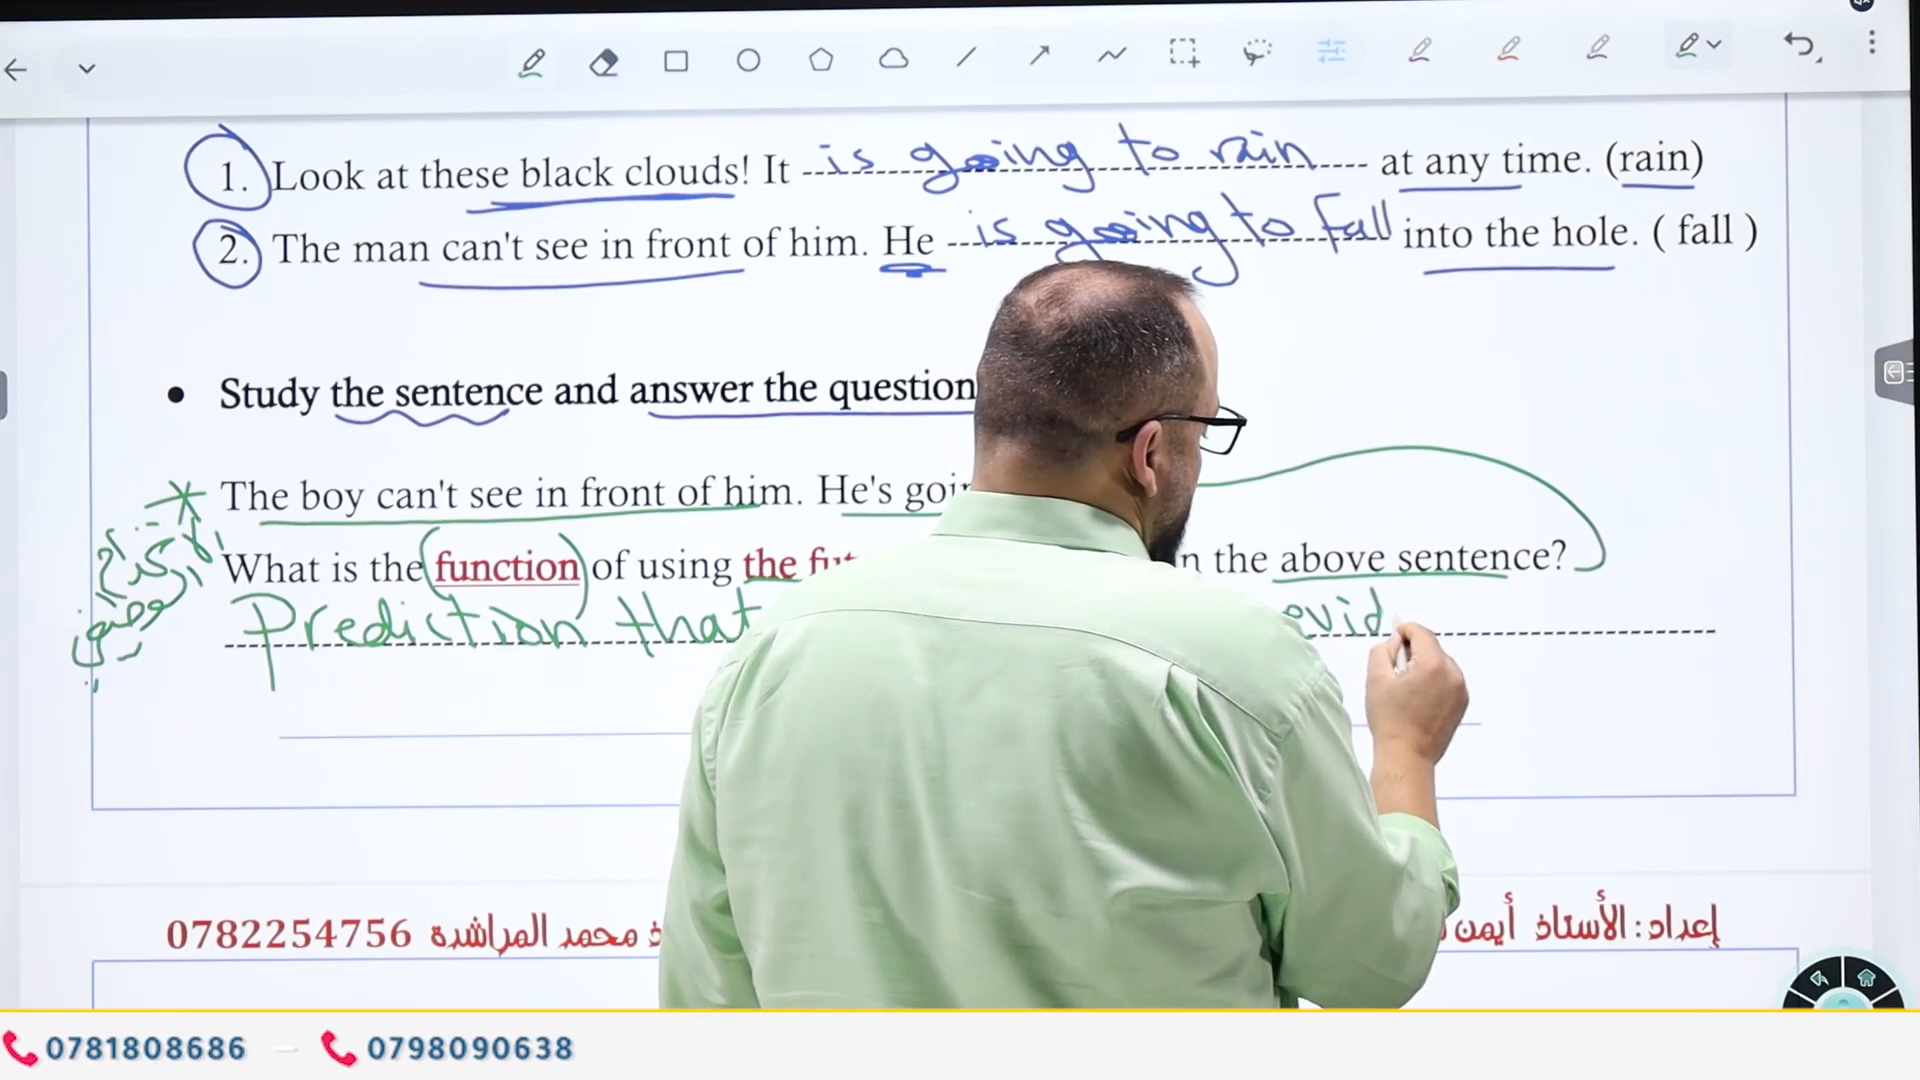 1. Look at these black clouds! It is going to rain at any time. (rain)
2. The man can't see in front of him. He is going to fall into the hole. ( fall )
• Study the sentence and answer the question
The boy can't see in front of him. He's goin
What is the function of using the fut n the above sentence?
Prediction that evid
إعداد: الأستاذ أيمن ذ محمد المراشدة 0782254756
0781808686 – 0798090638